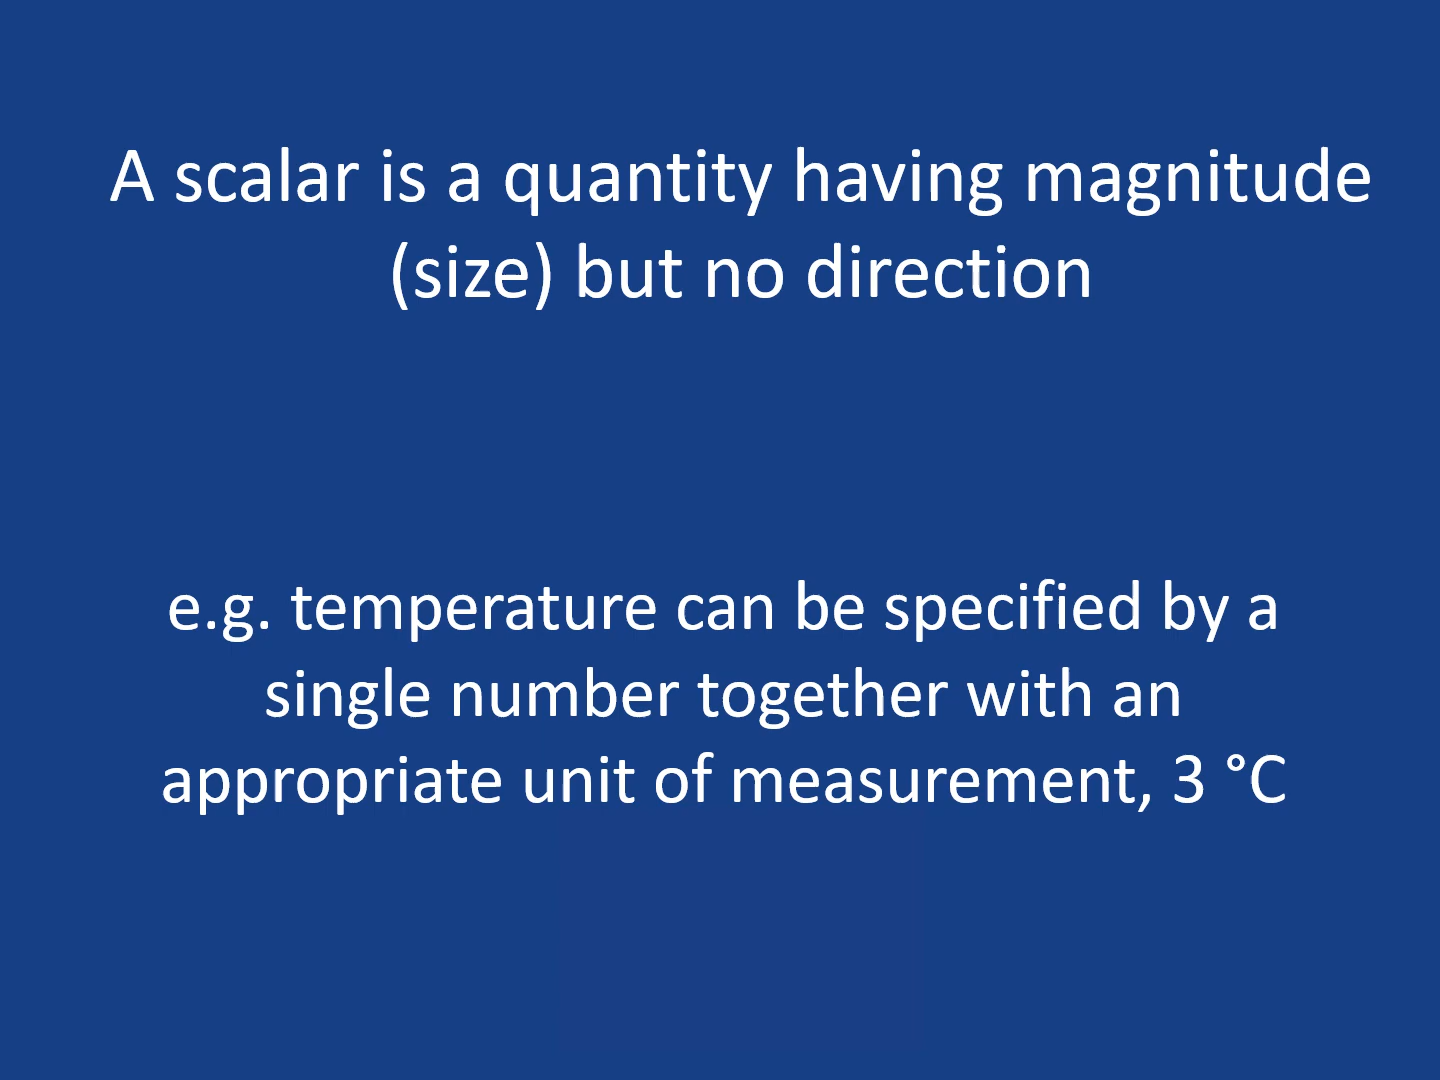 A scalar is a quantity having magnitude
(size) but no direction
e.g. temperature can be specified by a
single number together with an
appropriate unit of measurement, 3 °C